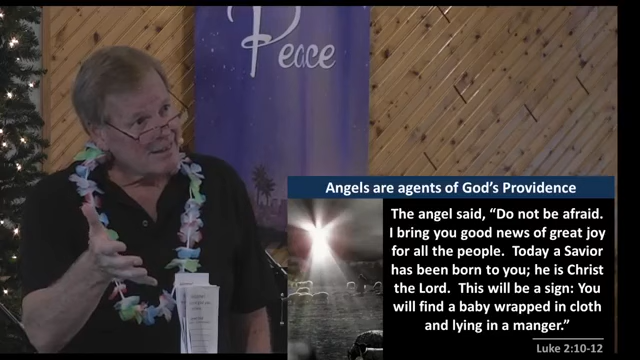 Peace
Angels are agents of God's Providence
The angel said, “Do not be afraid.
I bring you good news of great joy
for all the people.  Today a Savior
has been born to you; he is Christ
the Lord.  This will be a sign: You
will find a baby wrapped in cloth
and lying in a manger.”
Luke 2:10-12